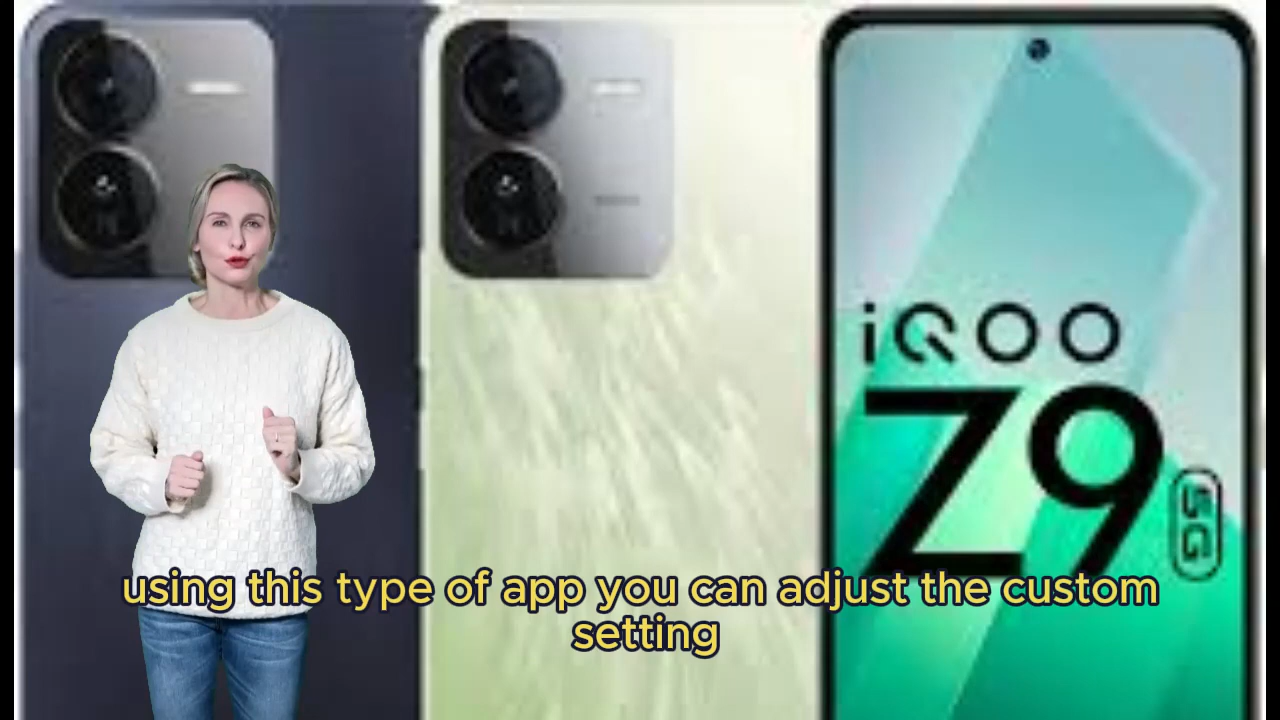 iQOO
Z9
5G
using this type of app you can adjust the custom
setting